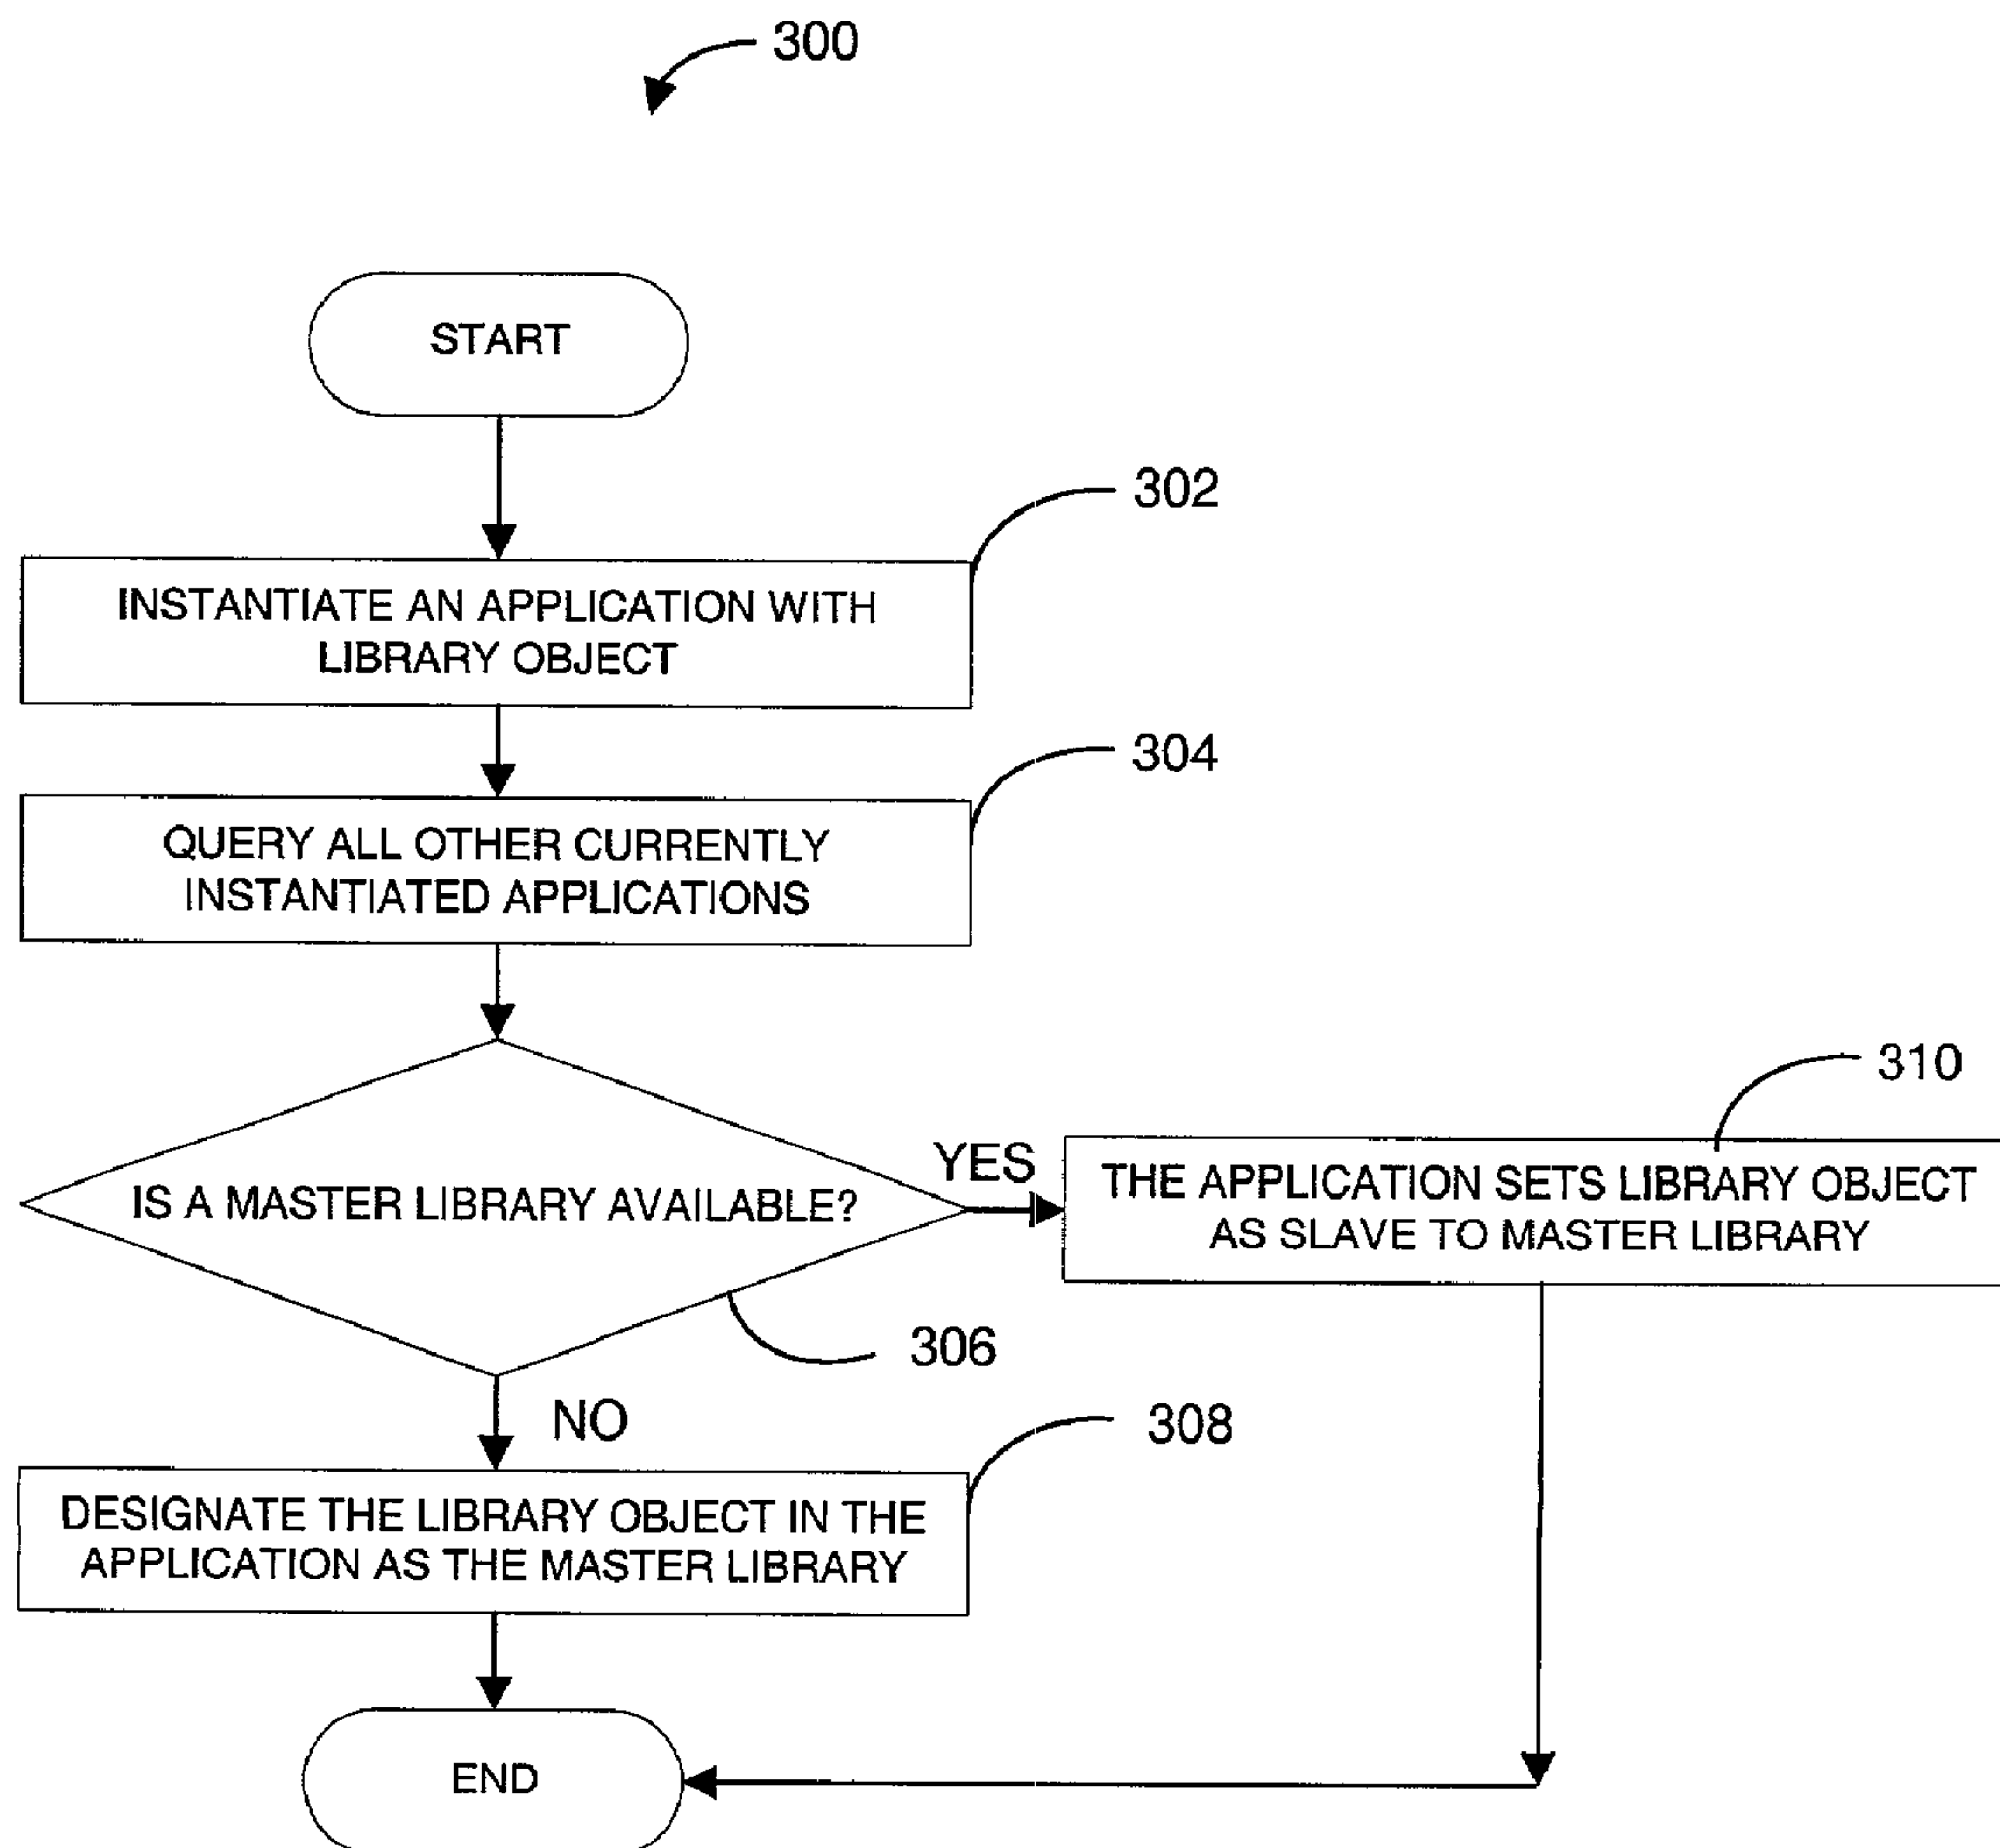 300
START
302
INSTANTIATE AN APPLICATION WITH
LIBRARY OBJECT
304
QUERY ALL OTHER CURRENTLY
INSTANTIATED APPLICATIONS
IS A MASTER LIBRARY AVAILABLE?
YES
310
THE APPLICATION SETS LIBRARY OBJECT
AS SLAVE TO MASTER LIBRARY
306
NO
308
DESIGNATE THE LIBRARY OBJECT IN THE
APPLICATION AS THE MASTER LIBRARY
END